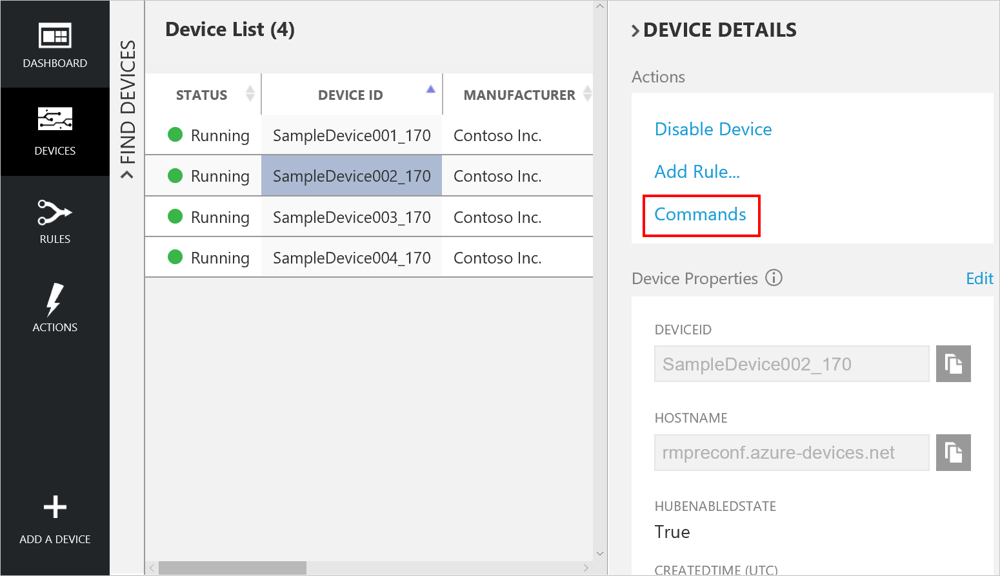 DASHBOARD
DEVICES
RULES
ACTIONS
ADD A DEVICE
FIND DEVICES
Device List (4)
STATUS DEVICE ID MANUFACTURER
Running SampleDevice001_170 Contoso Inc.
Running SampleDevice002_170 Contoso Inc.
Running SampleDevice003_170 Contoso Inc.
Running SampleDevice004_170 Contoso Inc.
DEVICE DETAILS
Actions
Disable Device
Add Rule...
Commands
Device Properties Edit
DEVICEID
SampleDevice002_170
HOSTNAME
rmpreconf.azure-devices.net
HUBENABLEDSTATE
True
CREATEDTIME (UTC)